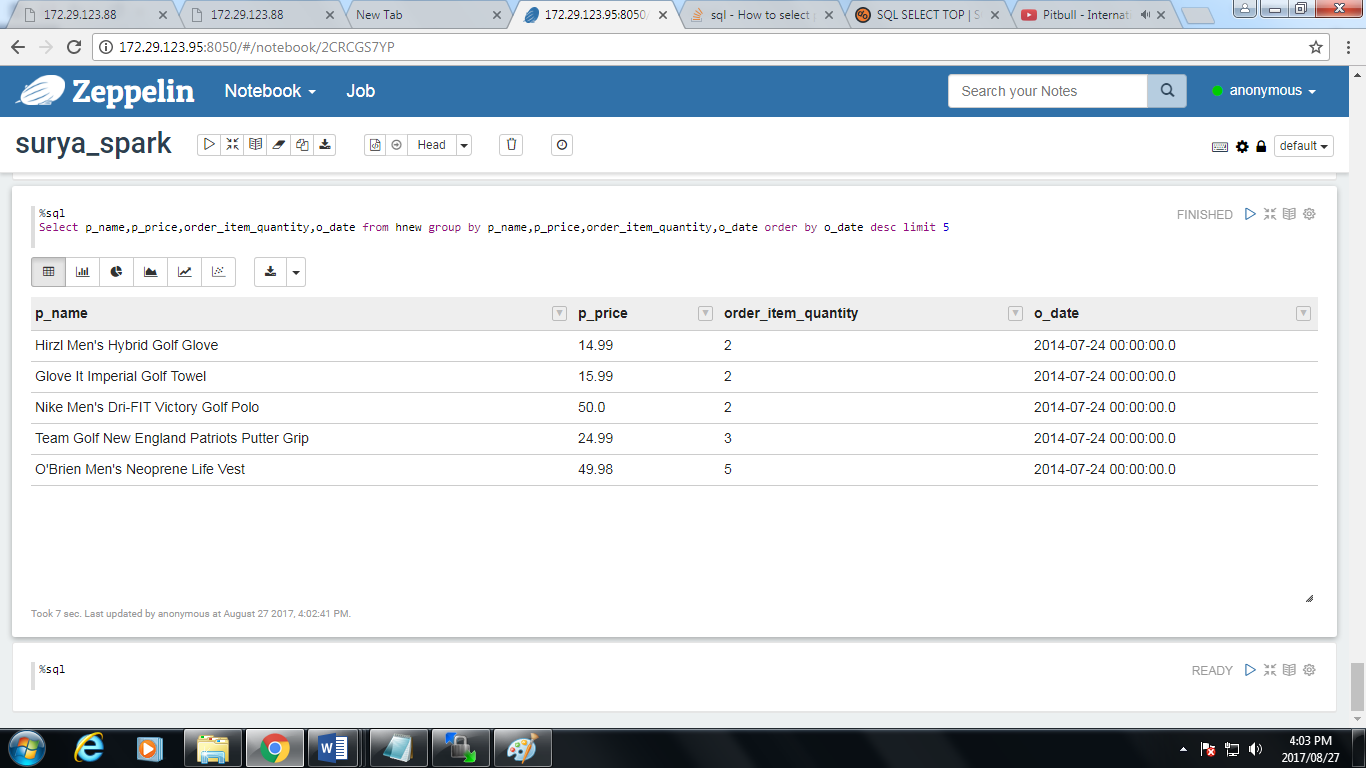 172.29.123.88
172.29.123.88
New Tab
172.29.123.95:8050/
sql - How to select
SQL SELECT TOP | S
Pitbull - Internat
172.29.123.95:8050/#/notebook/2CRCGS7YP
Zeppelin Notebook Job Search your Notes anonymous
surya_spark Head default
%sql FINISHED
Select p_name,p_price,order_item_quantity,o_date from hnew group by p_name,p_price,order_item_quantity,o_date order by o_date desc limit 5
p_name p_price order_item_quantity o_date
Hirzl Men's Hybrid Golf Glove 14.99 2 2014-07-24 00:00:00.0
Glove It Imperial Golf Towel 15.99 2 2014-07-24 00:00:00.0
Nike Men's Dri-FIT Victory Golf Polo 50.0 2 2014-07-24 00:00:00.0
Team Golf New England Patriots Putter Grip 24.99 3 2014-07-24 00:00:00.0
O'Brien Men's Neoprene Life Vest 49.98 5 2014-07-24 00:00:00.0
Took 7 sec. Last updated by anonymous at August 27 2017, 4:02:41 PM.
%sql READY
4:03 PM
2017/08/27